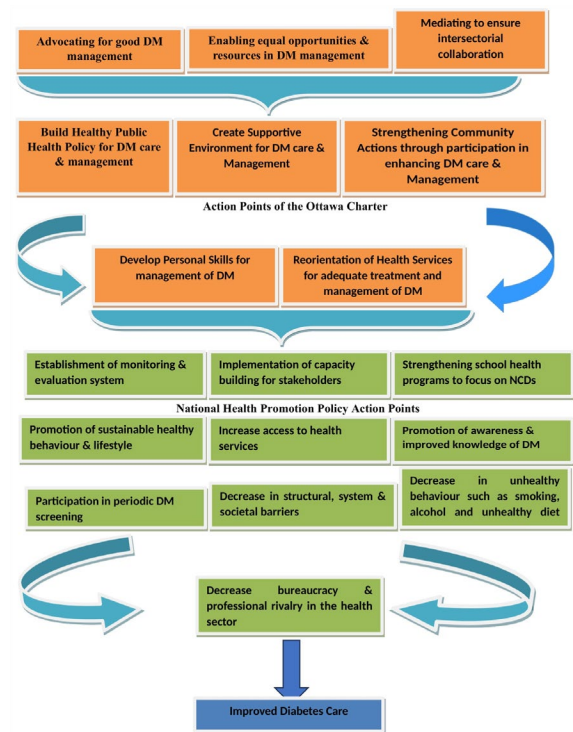 Advocating for good DM
management
Enabling equal opportunities &
resources in DM management
Mediating to ensure
intersectorial
collaboration
Build Healthy Public
Health Policy for DM care
& management
Create Supportive
Environment for DM care &
Management
Strengthening Community
Actions through participation in
enhancing DM care &
Management
Action Points of the Ottawa Charter
Develop Personal Skills for
management of DM
Reorientation of Health Services
for adequate treatment and
management of DM
Establishment of monitoring &
evaluation system
Implementation of capacity
building for stakeholders
Strengthening school health
programs to focus on NCDs
National Health Promotion Policy Action Points
Promotion of sustainable healthy
behaviour & lifestyle
Increase access to health
services
Promotion of awareness &
improved knowledge of DM
Participation in periodic DM
screening
Decrease in structural, system &
societal barriers
Decrease in unhealthy
behaviour such as smoking,
alcohol and unhealthy diet
Decrease bureaucracy &
professional rivalry in the health
sector
Improved Diabetes Care